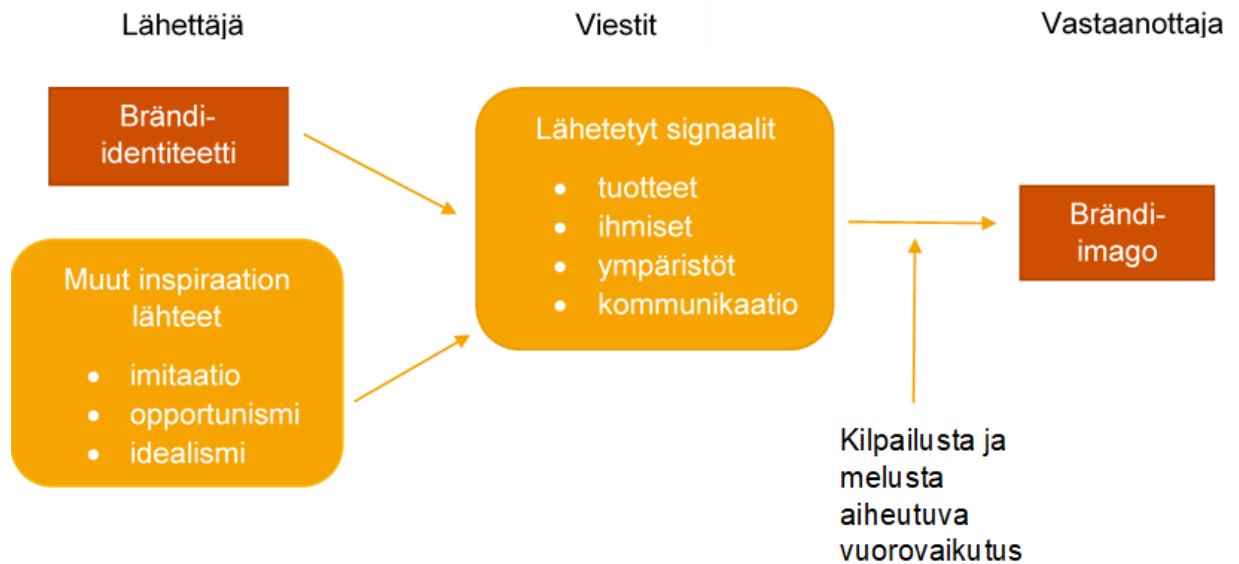 Lähettäjä
Viestit
Vastaanottaja
Brändi-
identiteetti
Muut inspiraation
lähteet
• imitaatio
• opportunismi
• idealismi
Lähetetyt signaalit
• tuotteet
• ihmiset
• ympäristöt
• kommunikaatio
Brändi-
imago
Kilpailusta ja
melusta
aiheutuva
vuorovaikutus